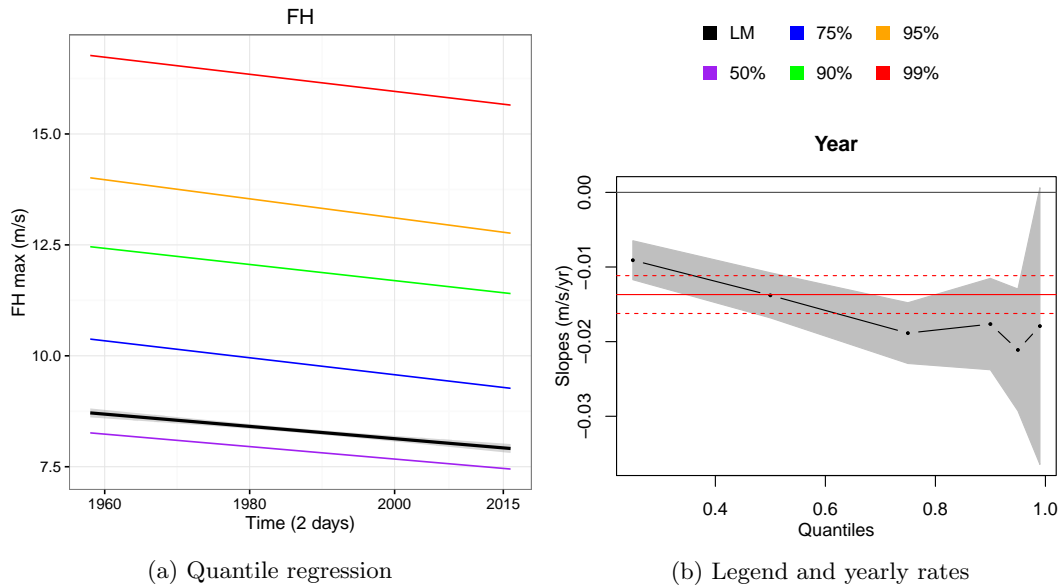 FH
15.0
12.5
10.0
7.5
FH max (m/s)
1960
1980
2000
2015
Time (2 days)
(a) Quantile regression
LM
75%
95%
50%
90%
99%
Year
0.00
−0.01
−0.02
−0.03
Slopes (m/s/yr)
0.4
0.6
0.8
1.0
Quantiles
(b) Legend and yearly rates